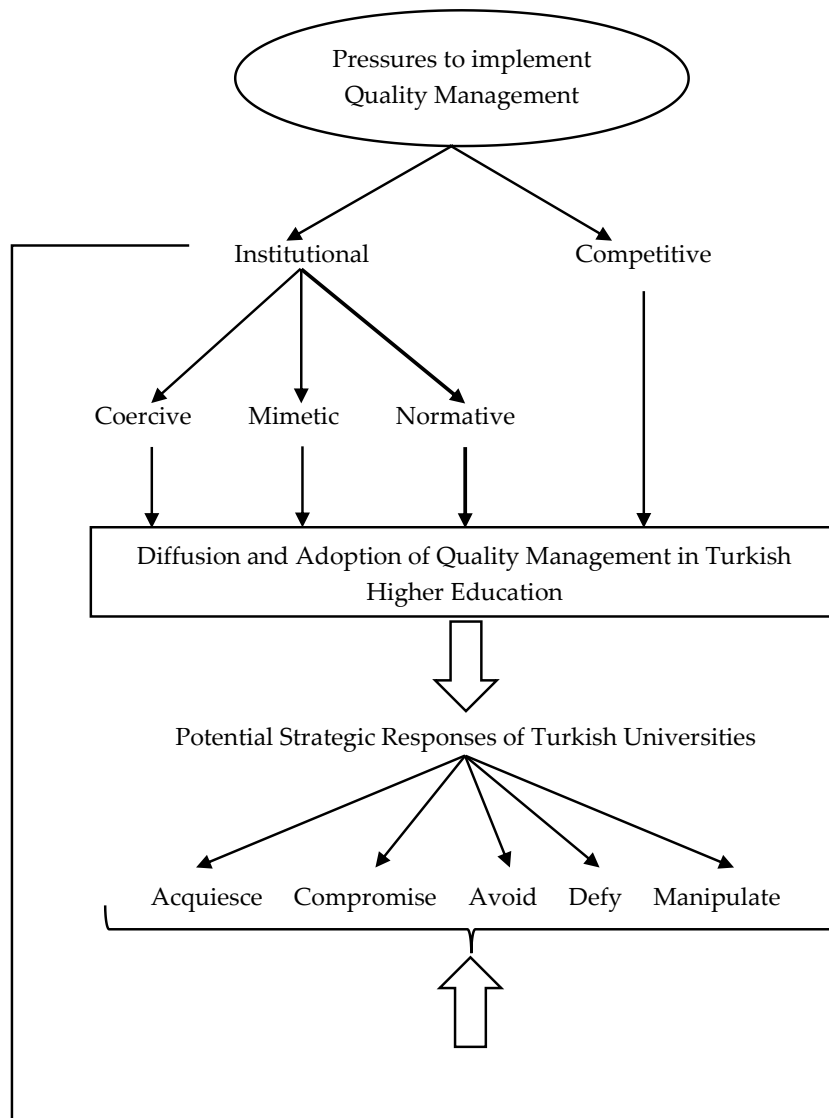 Pressures to implement
Quality Management
Institutional
Competitive
Coercive
Mimetic
Normative
Diffusion and Adoption of Quality Management in Turkish
Higher Education
Potential Strategic Responses of Turkish Universities
Acquiesce
Compromise
Avoid
Defy
Manipulate